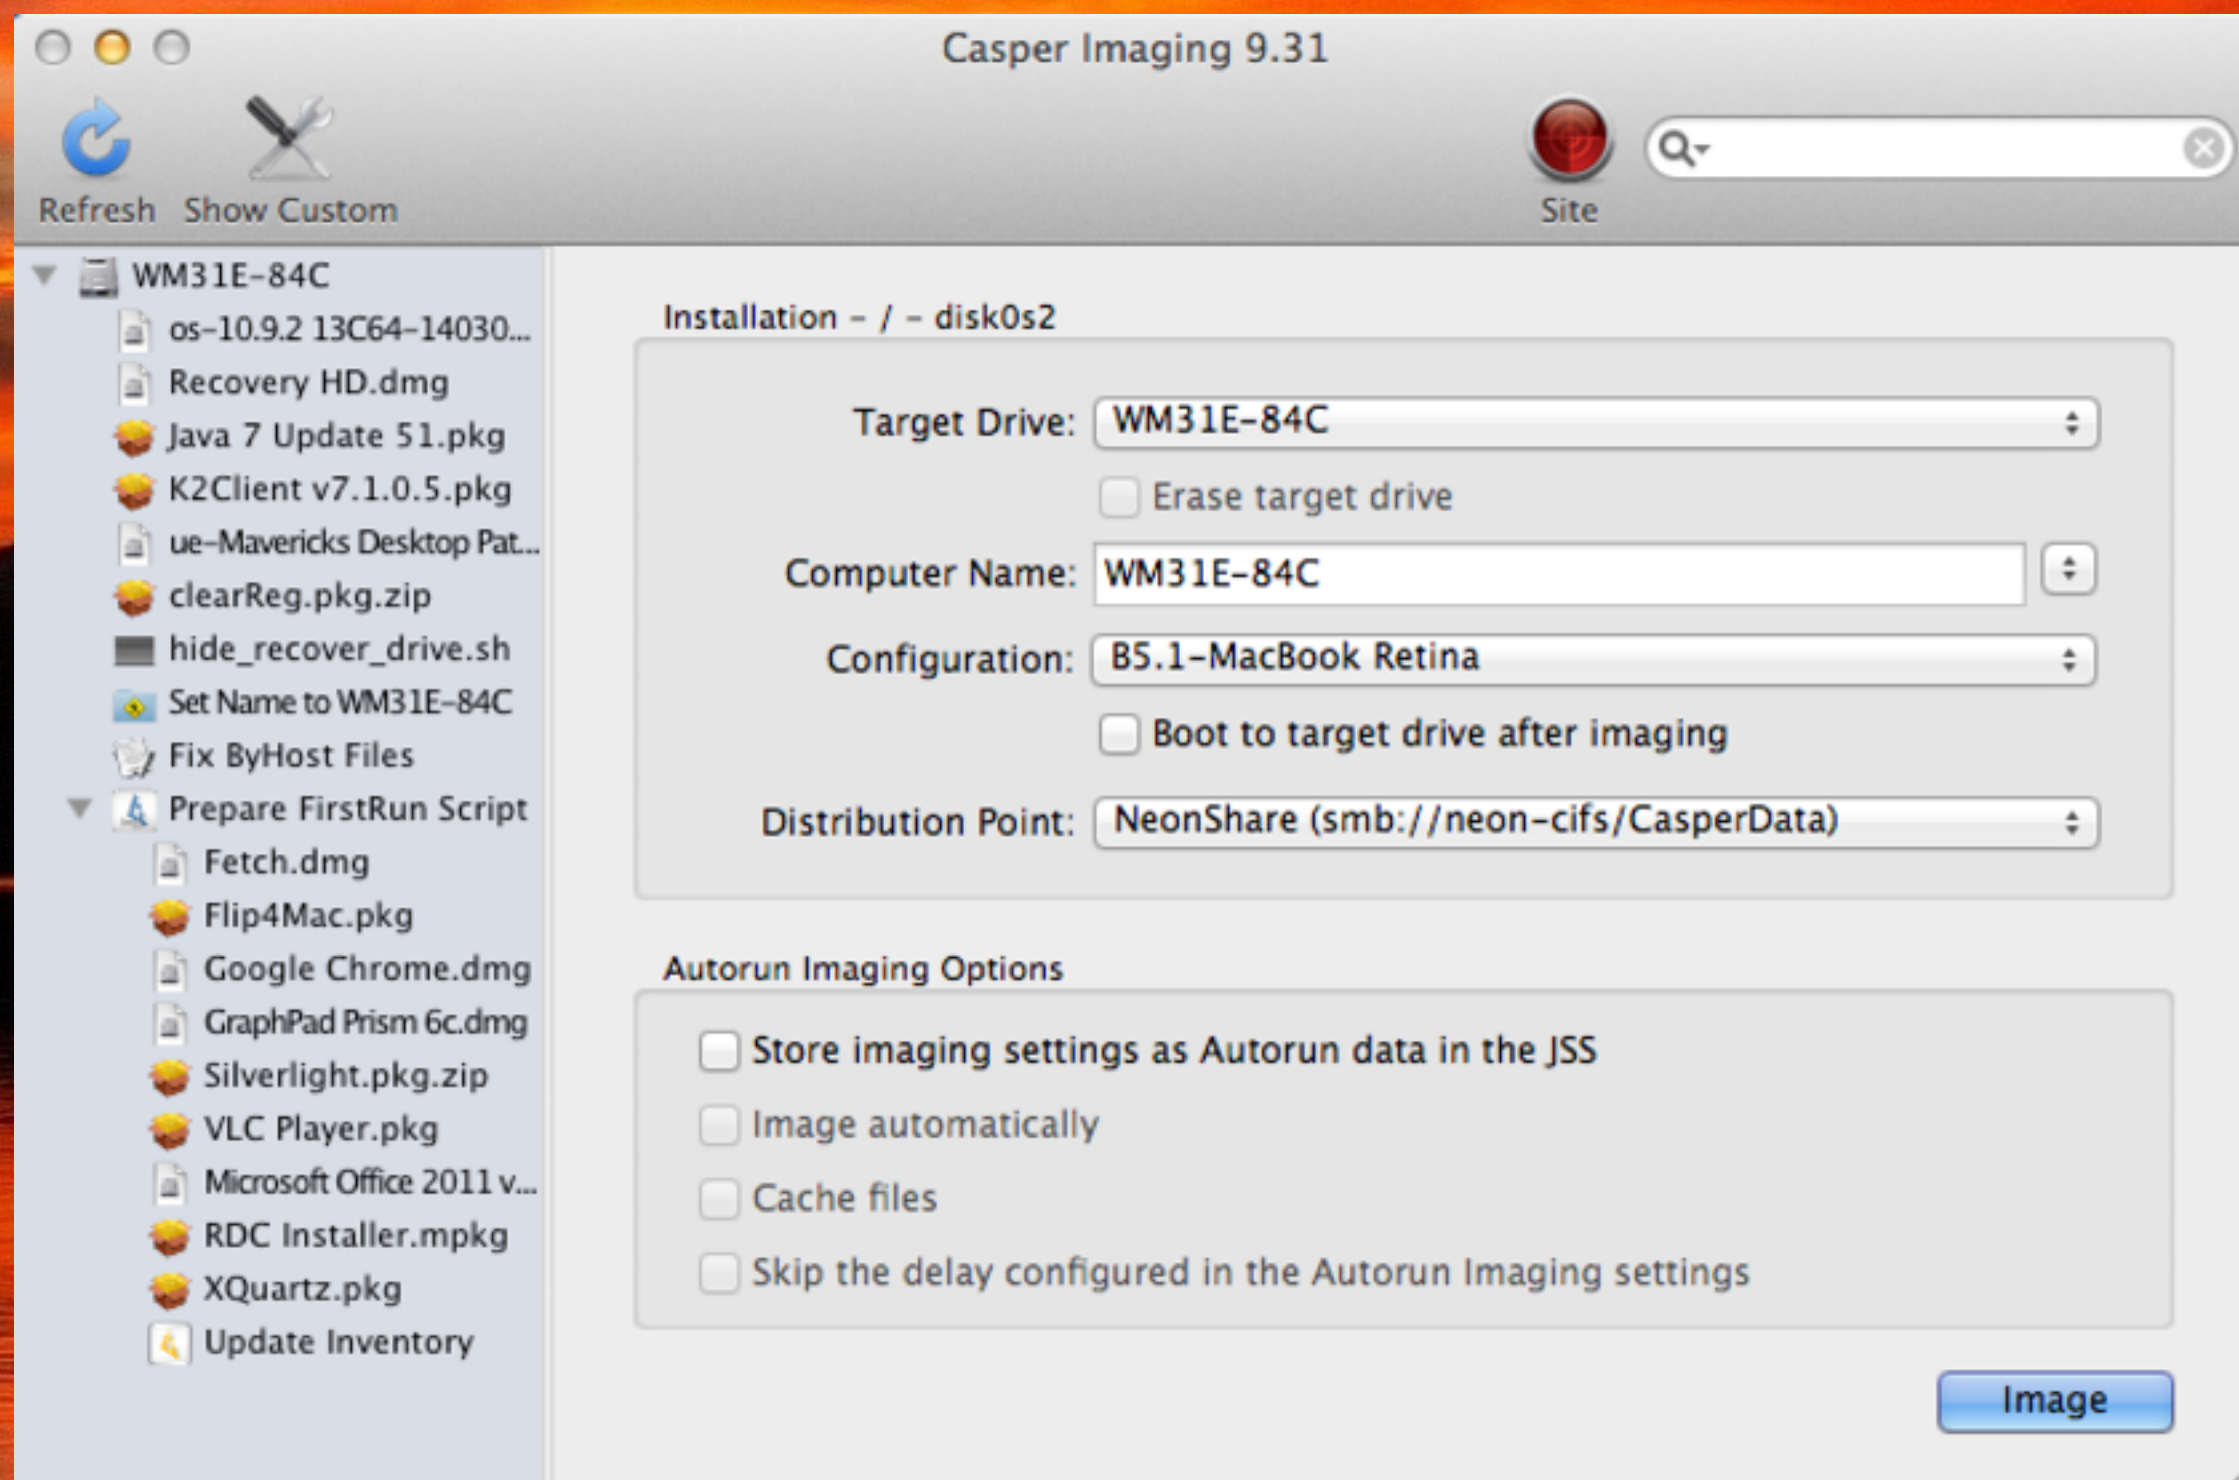 Casper Imaging 9.31
Refresh
Show Custom
Site
WM31E-84C
os-10.9.2 13C64-14030...
Recovery HD.dmg
Java 7 Update 51.pkg
K2Client v7.1.0.5.pkg
ue-Mavericks Desktop Pat...
clearReg.pkg.zip
hide_recover_drive.sh
Set Name to WM31E-84C
Fix ByHost Files
Prepare FirstRun Script
Fetch.dmg
Flip4Mac.pkg
Google Chrome.dmg
GraphPad Prism 6c.dmg
Silverlight.pkg.zip
VLC Player.pkg
Microsoft Office 2011 v...
RDC Installer.mpkg
XQuartz.pkg
Update Inventory
Installation - / - disk0s2
Target Drive: WM31E-84C
Erase target drive
Computer Name: WM31E-84C
Configuration: B5.1-MacBook Retina
Boot to target drive after imaging
Distribution Point: NeonShare (smb://neon-cifs/CasperData)
Autorun Imaging Options
Store imaging settings as Autorun data in the JSS
Image automatically
Cache files
Skip the delay configured in the Autorun Imaging settings
Image